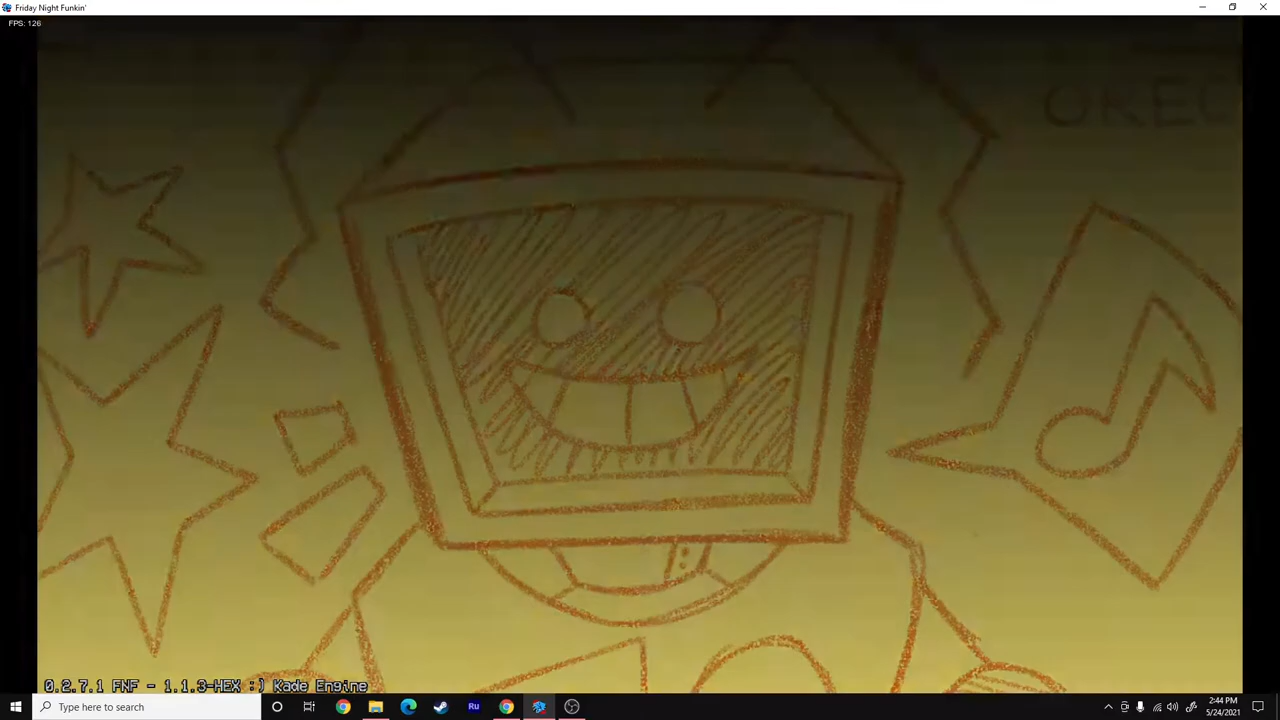 Friday Night Funkin'
FPS: 126
0.2.7.1 FNF - 1.1.3-HEX :) Kade Engine
Type here to search
Ru
2:44 PM
5/24/2021